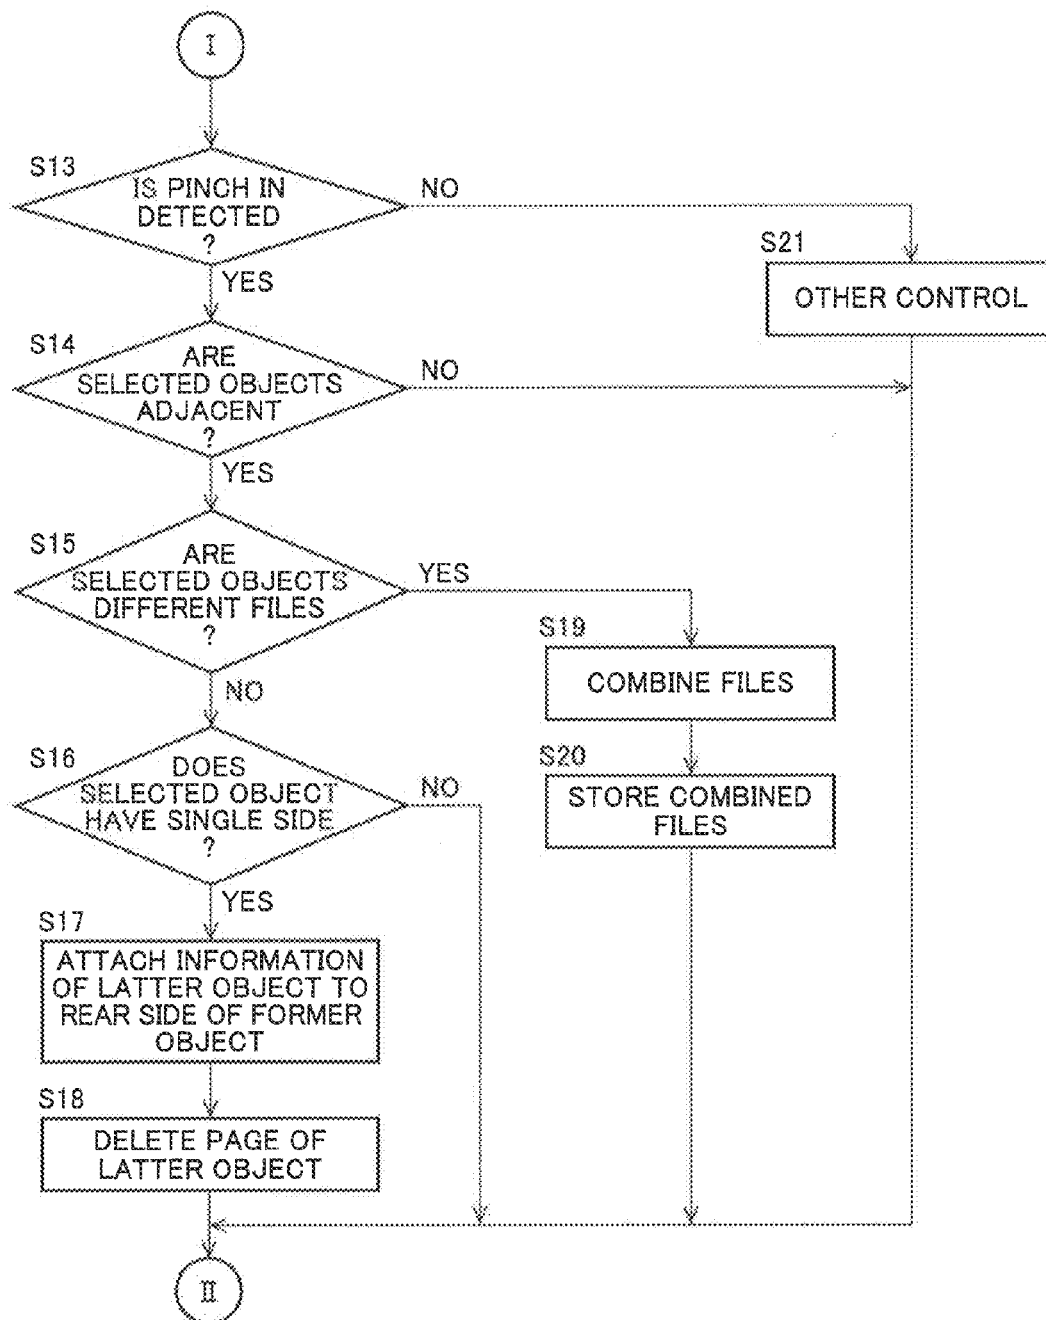 I
S13
IS PINCH IN
DETECTED
?
NO
YES
S21
OTHER CONTROL
S14
ARE
SELECTED OBJECTS
ADJACENT
?
NO
YES
S15
ARE
SELECTED OBJECTS
DIFFERENT FILES
?
YES
NO
S19
COMBINE FILES
S20
STORE COMBINED
FILES
S16
DOES
SELECTED OBJECT
HAVE SINGLE SIDE
?
NO
YES
S17
ATTACH INFORMATION
OF LATTER OBJECT TO
REAR SIDE OF FORMER
OBJECT
S18
DELETE PAGE OF
LATTER OBJECT
II